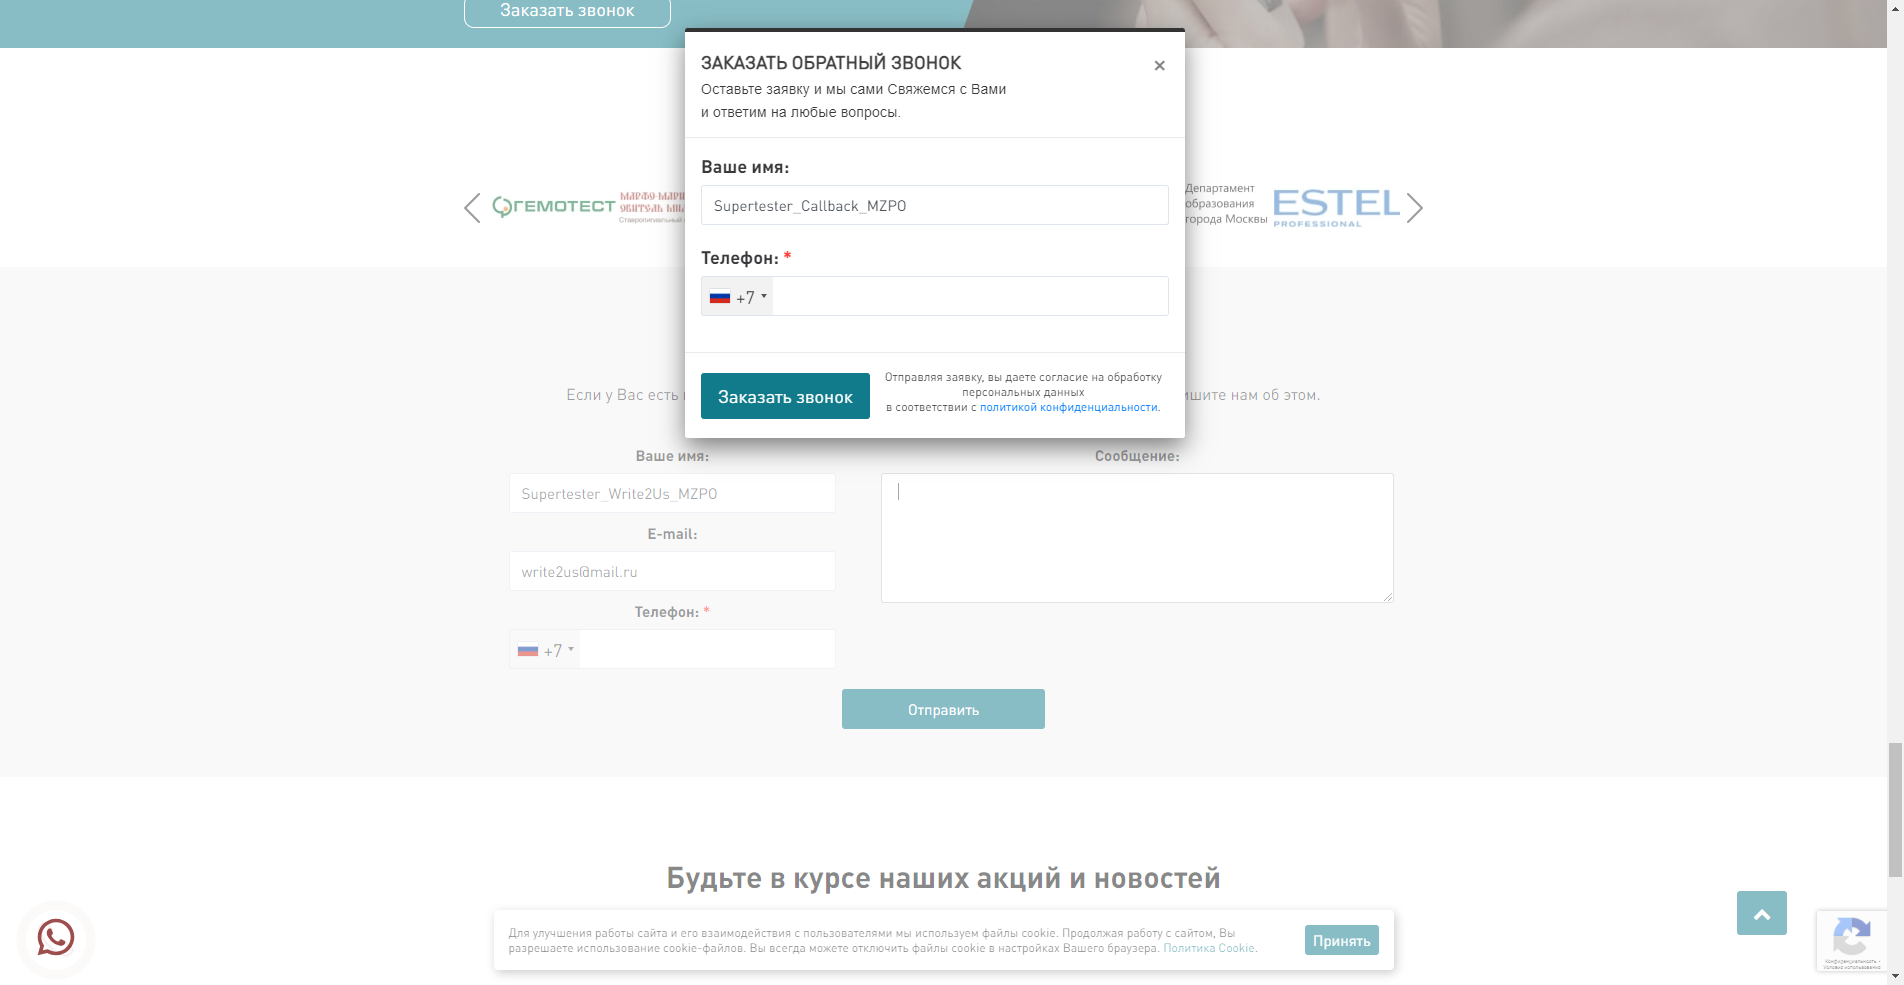 Заказать звонок
ЗАКАЗАТЬ ОБРАТНЫЙ ЗВОНОК
×
Оставьте заявку и мы сами Свяжемся с Вами
и ответим на любые вопросы.
Ваше имя:
Supertester_Callback_MZPO
Телефон: *
+7
Заказать звонок
Отправляя заявку, вы даете согласие на обработку
персональных данных
в соответствии с политикой конфиденциальности.
ГЕМОТЕСТ
Департамент
образования
города Москвы
ESTEL
PROFESSIONAL
Если у Вас есть
нам об этом.
Ваше имя:
Supertester_Write2Us_MZPO
E-mail:
write2us@mail.ru
Телефон: *
+7
Сообщение:
Отправить
Будьте в курсе наших акций и новостей
Для улучшения работы сайта и его взаимодействия с пользователями мы используем файлы cookie. Продолжая работу с сайтом, Вы
разрешаете использование cookie-файлов. Вы всегда можете отключить файлы cookie в настройках Вашего браузера. Политика Cookie.
Принять
Конфиденциальность -
Условия использования